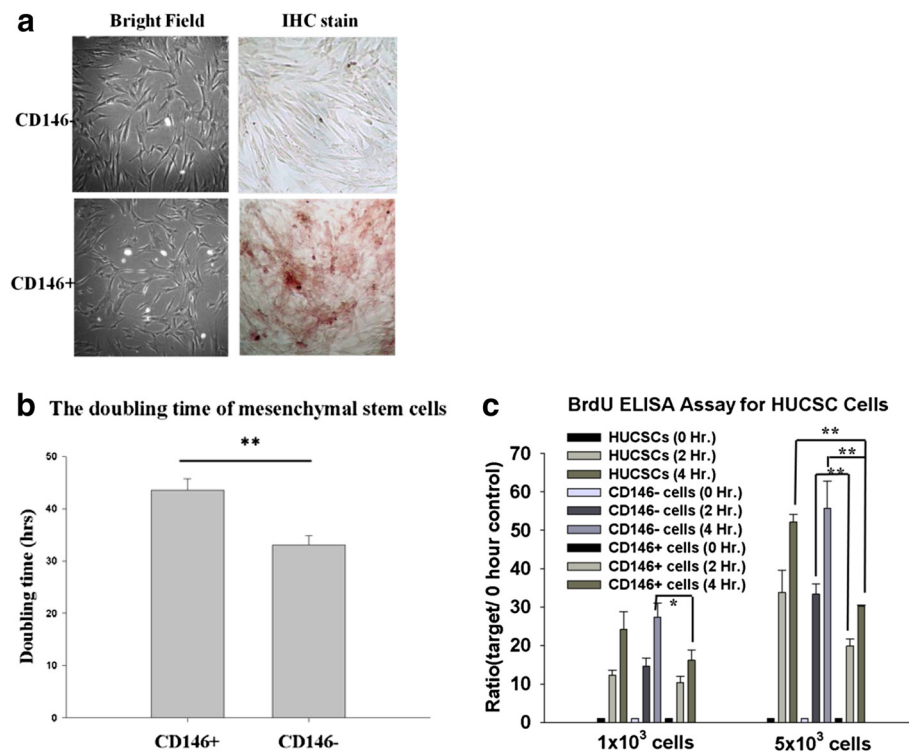 a
Bright Field IHC stain
CD146-
CD146+
b
The doubling time of mesenchymal stem cells
**
50
40
30
20
10
0
Doubling time (hrs)
CD146+ CD146-
c
BrdU ELISA Assay for HUCSC Cells
70
60
50
40
30
20
10
0
Ratio(target/ 0 hour control)
HUCSCs (0 Hr.)
HUCSCs (2 Hr.)
HUCSCs (4 Hr.)
CD146- cells (0 Hr.)
CD146- cells (2 Hr.)
CD146- cells (4 Hr.)
CD146+ cells (0 Hr.)
CD146+ cells (2 Hr.)
CD146+ cells (4 Hr.)
**
**
**
*
1x10³ cells 5x10³ cells